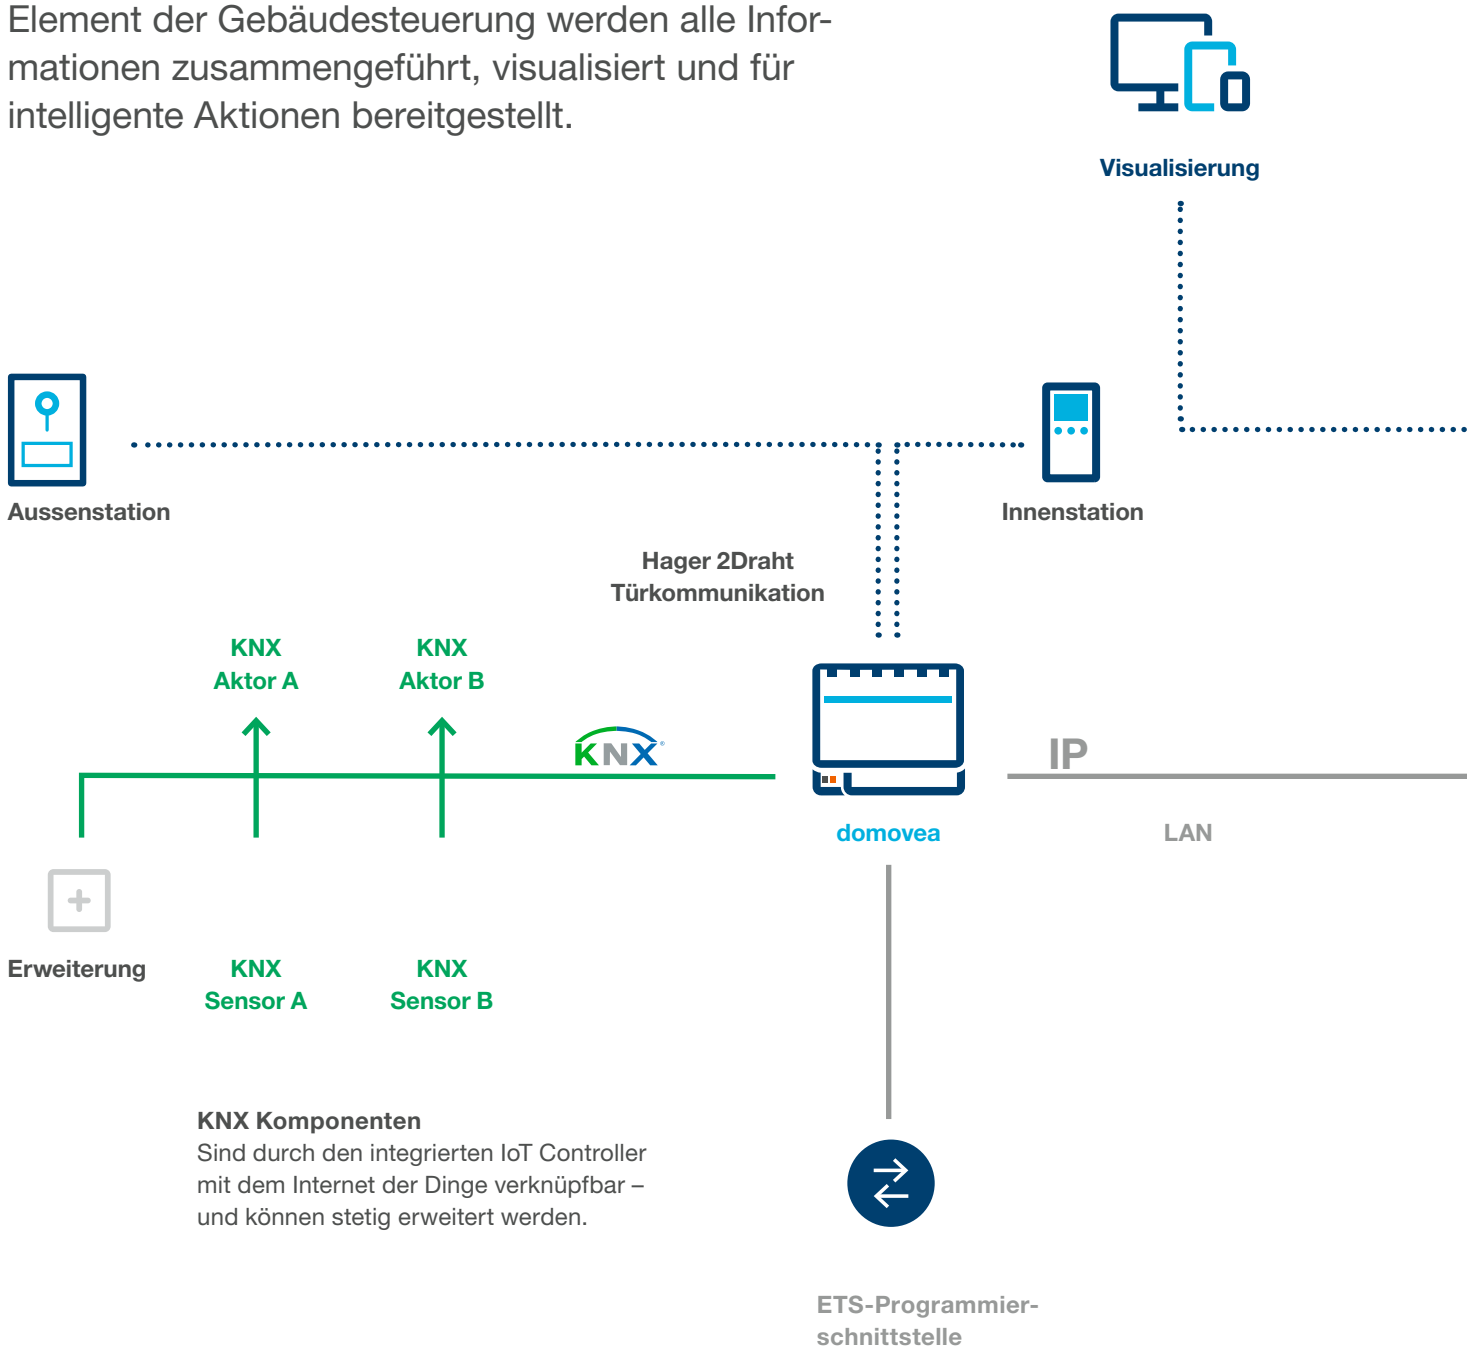 Element der Gebäudesteuerung werden alle Infor-
mationen zusammengeführt, visualisiert und für
intelligente Aktionen bereitgestellt.
Visualisierung
Aussenstation
Innenstation
Hager 2Draht
Türkommunikation
KNX
Aktor A
KNX
Aktor B
KNX®
IP
domovea
LAN
Erweiterung
KNX
Sensor A
KNX
Sensor B
KNX Komponenten
Sind durch den integrierten IoT Controller
mit dem Internet der Dinge verknüpfbar –
und können stetig erweitert werden.
ETS-Programmier-
schnittstelle